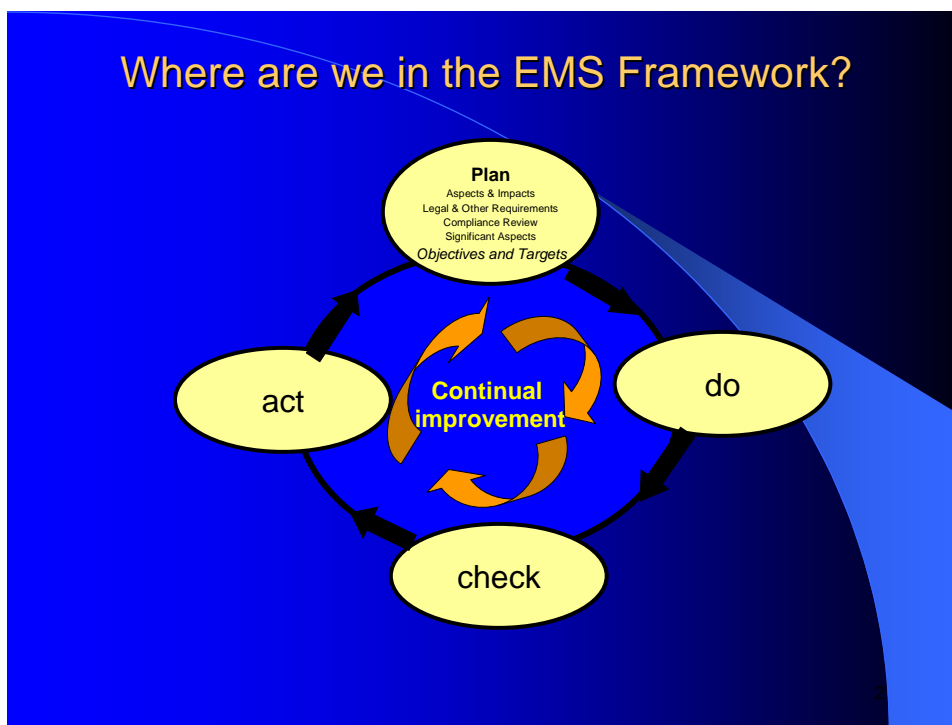 Where are we in the EMS Framework?
Plan
Aspects & Impacts
Legal & Other Requirements
Compliance Review
Significant Aspects
Objectives and Targets
act
Continual
improvement
do
check
2